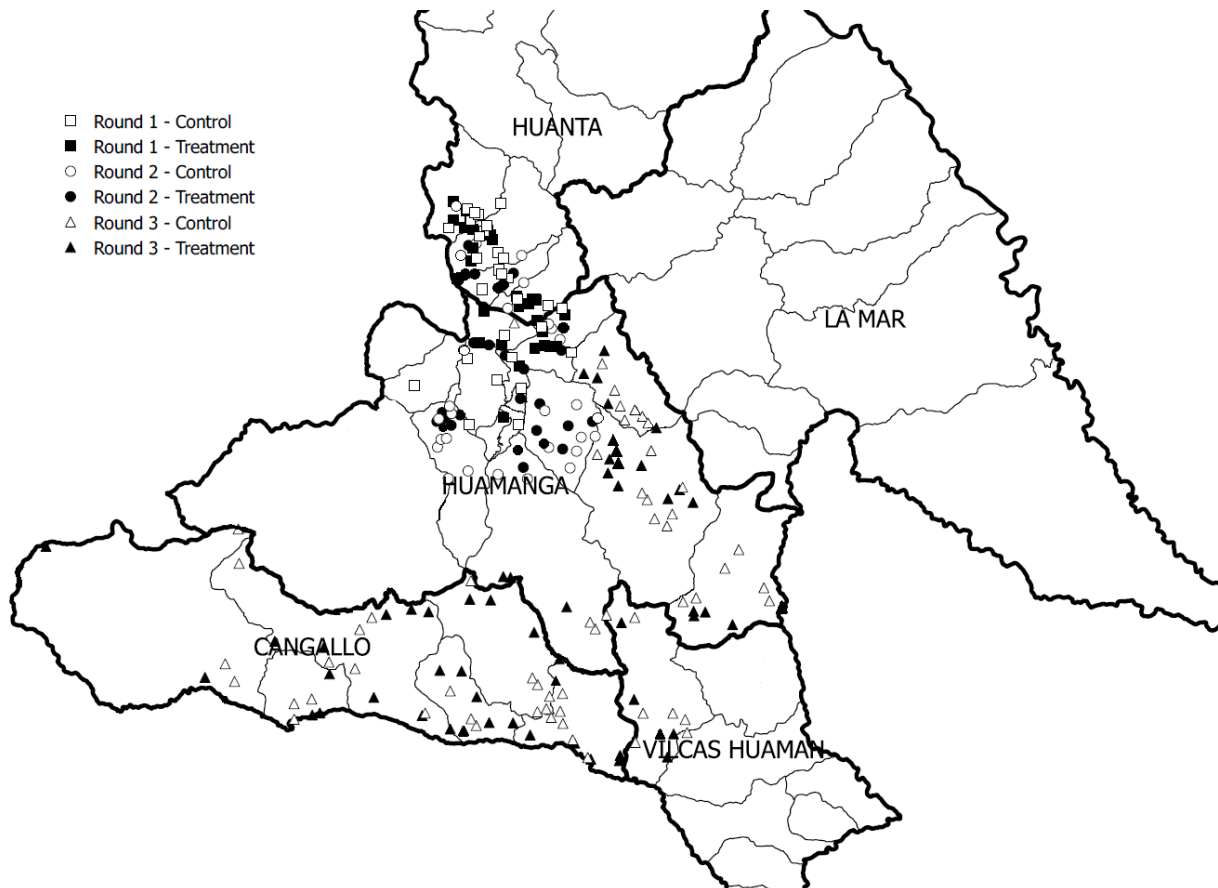 HUANTA
Round 1 - Control
Round 1 - Treatment
Round 2 - Control
Round 2 - Treatment
Round 3 - Control
Round 3 - Treatment
LA MAR
HUAMANGA
CANGALLO
VILCAS HUAMAN